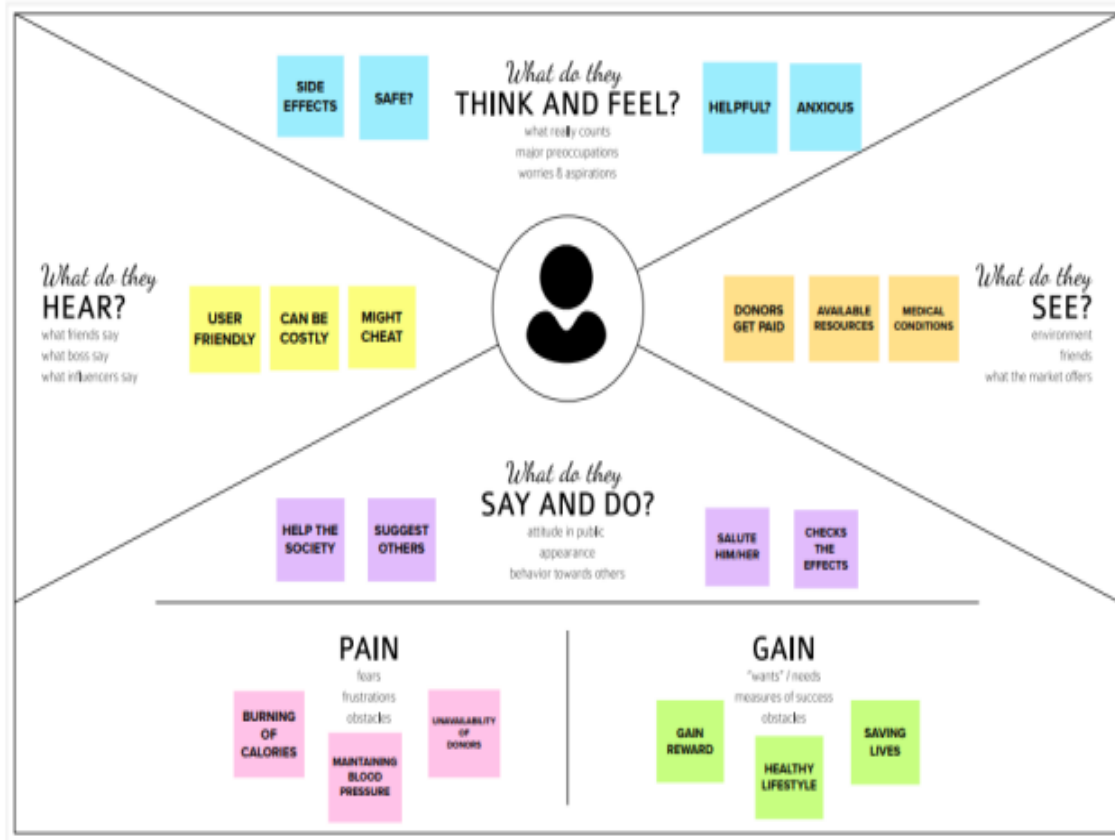 What do they
THINK AND FEEL?
what really counts
major preoccupations
worries & aspirations
SIDE
EFFECTS
SAFE?
HELPFUL?
ANXIOUS
What do they
HEAR?
what friends say
what boss say
what influencers say
USER
FRIENDLY
CAN BE
COSTLY
MIGHT
CHEAT
DONORS
GET PAID
AVAILABLE
RESOURCES
MEDICAL
CONDITIONS
What do they
SEE?
environment
friends
what the market offers
What do they
SAY AND DO?
attitude in public
appearance
behavior towards others
HELP THE
SOCIETY
SUGGEST
OTHERS
SALUTE
HIM/HER
CHECKS
THE
EFFECTS
PAIN
fears
frustrations
obstacles
BURNING
OF
CALORIES
MAINTAINING
BLOOD
PRESSURE
UNAVAILABILITY
OF
DONORS
GAIN
"wants" / needs
measures of success
obstacles
GAIN
REWARD
HEALTHY
LIFESTYLE
SAVING
LIVES